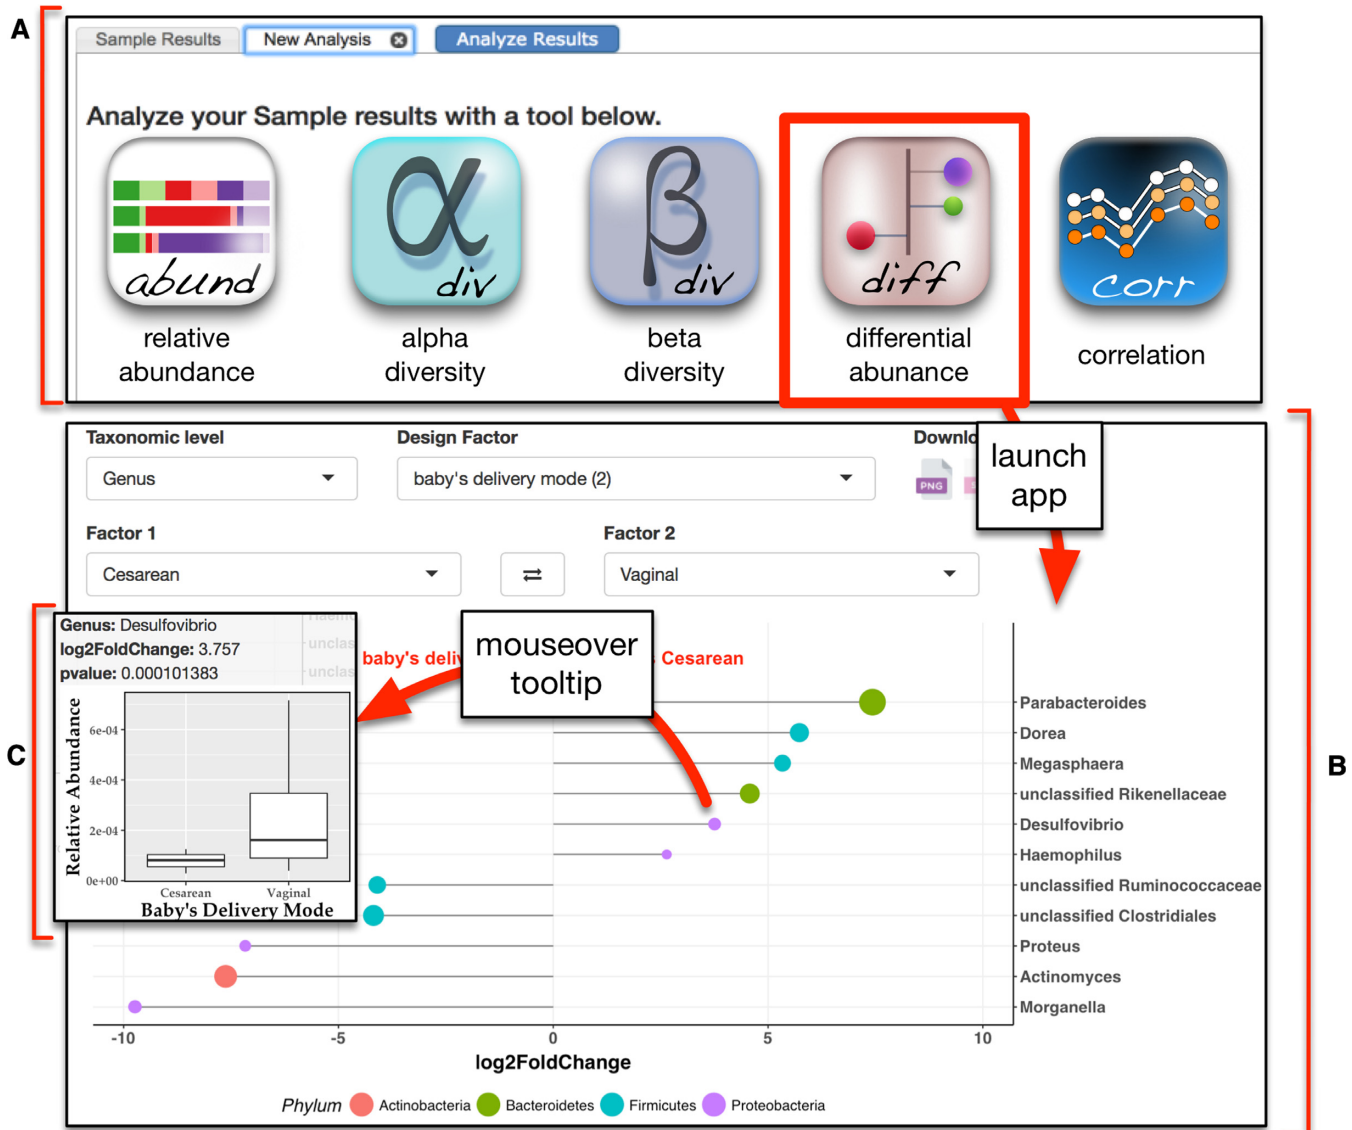 A
Sample Results
New Analysis
Analyze Results
Analyze your Sample results with a tool below.
abund
α
div
β
div
diff
corr
relative
abundance
alpha
diversity
beta
diversity
differential
abunance
correlation
B
Taxonomic level
Design Factor
Genus
baby's delivery mode (2)
PNG
launch
app
Factor 1
Factor 2
Cesarean
Vaginal
C
Genus: Desulfovibrio
log2FoldChange: 3.757
pvalue: 0.000101383
Relative Abundance
6e-04
4e-04
2e-04
0e+00
Cesarean
Vaginal
Baby's Delivery Mode
mouseover
tooltip
baby's
Cesarean
Parabacteroides
Dorea
Megasphaera
unclassified Rikenellaceae
Desulfovibrio
Haemophilus
unclassified Ruminococcaceae
unclassified Clostridiales
Proteus
Actinomyces
Morganella
-10
-5
0
5
10
log2FoldChange
Phylum
Actinobacteria
Bacteroidetes
Firmicutes
Proteobacteria